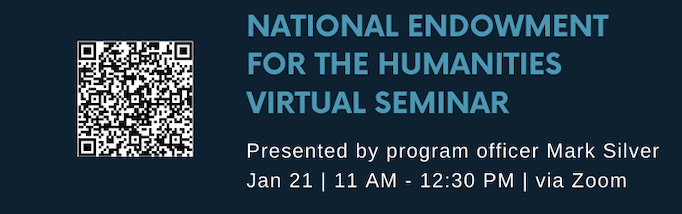 NATIONAL ENDOWMENT
FOR THE HUMANITIES
VIRTUAL SEMINAR
Presented by program officer Mark Silver
Jan 21 | 11 AM - 12:30 PM | via Zoom